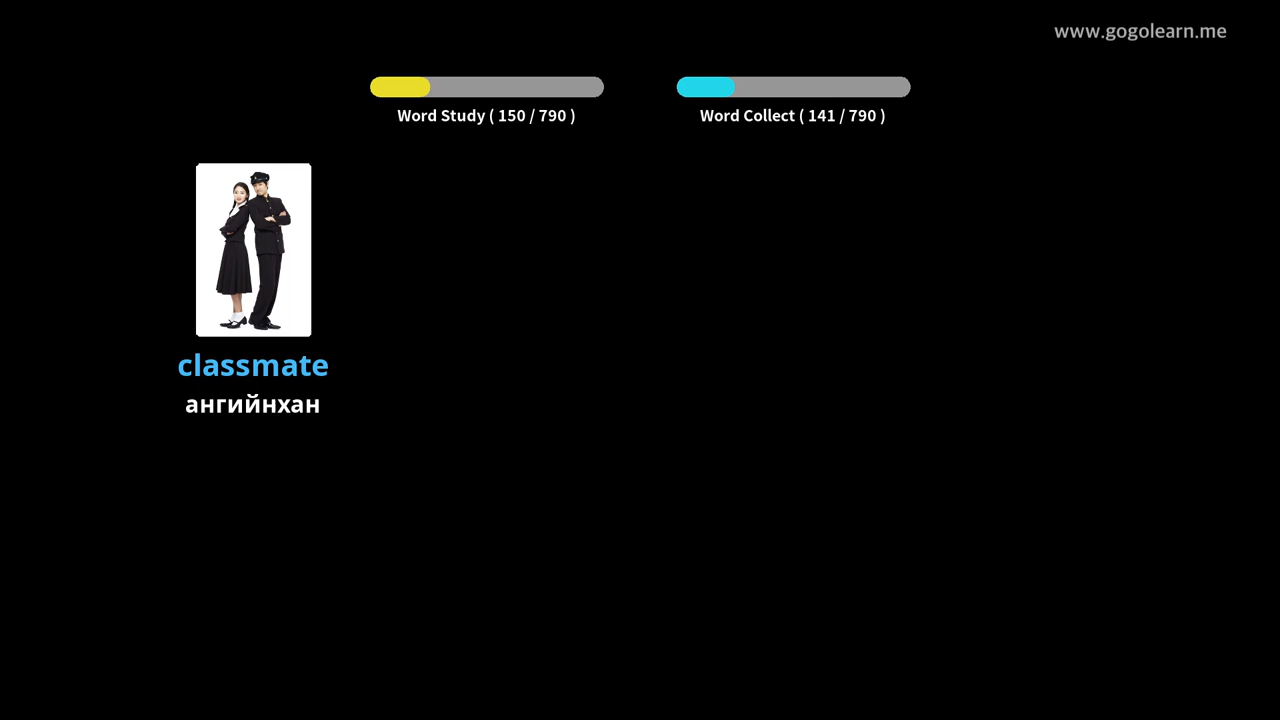 www.gogolearn.me
Word Study ( 150 / 790 )
Word Collect ( 141 / 790 )
classmate
ангийнхан